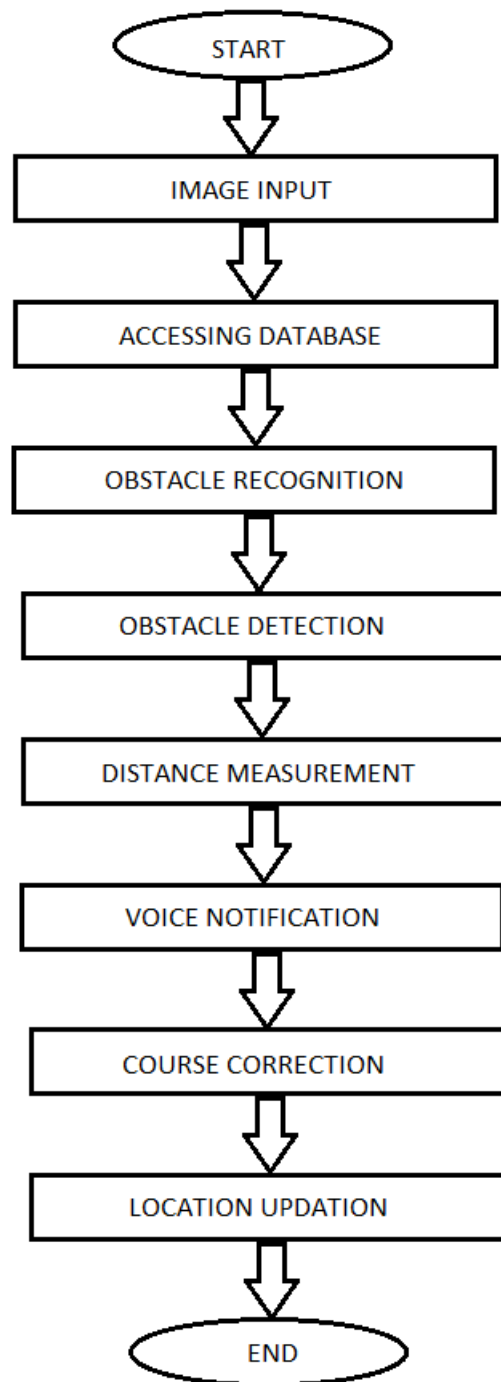 START
IMAGE INPUT
ACCESSING DATABASE
OBSTACLE RECOGNITION
OBSTACLE DETECTION
DISTANCE MEASUREMENT
VOICE NOTIFICATION
COURSE CORRECTION
LOCATION UPDATION
END